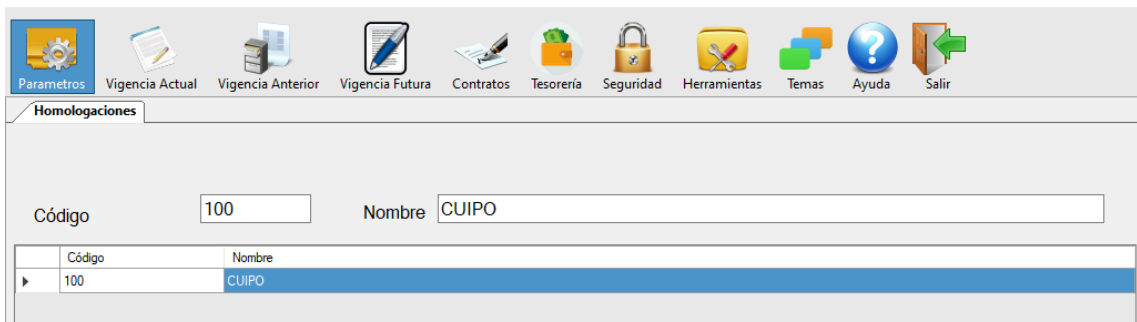 Parametros Vigencia Actual Vigencia Anterior Vigencia Futura Contratos Tesorería Seguridad Herramientas Temas Ayuda Salir
Homologaciones
Código 100 Nombre CUIPO
Código Nombre
100 CUIPO